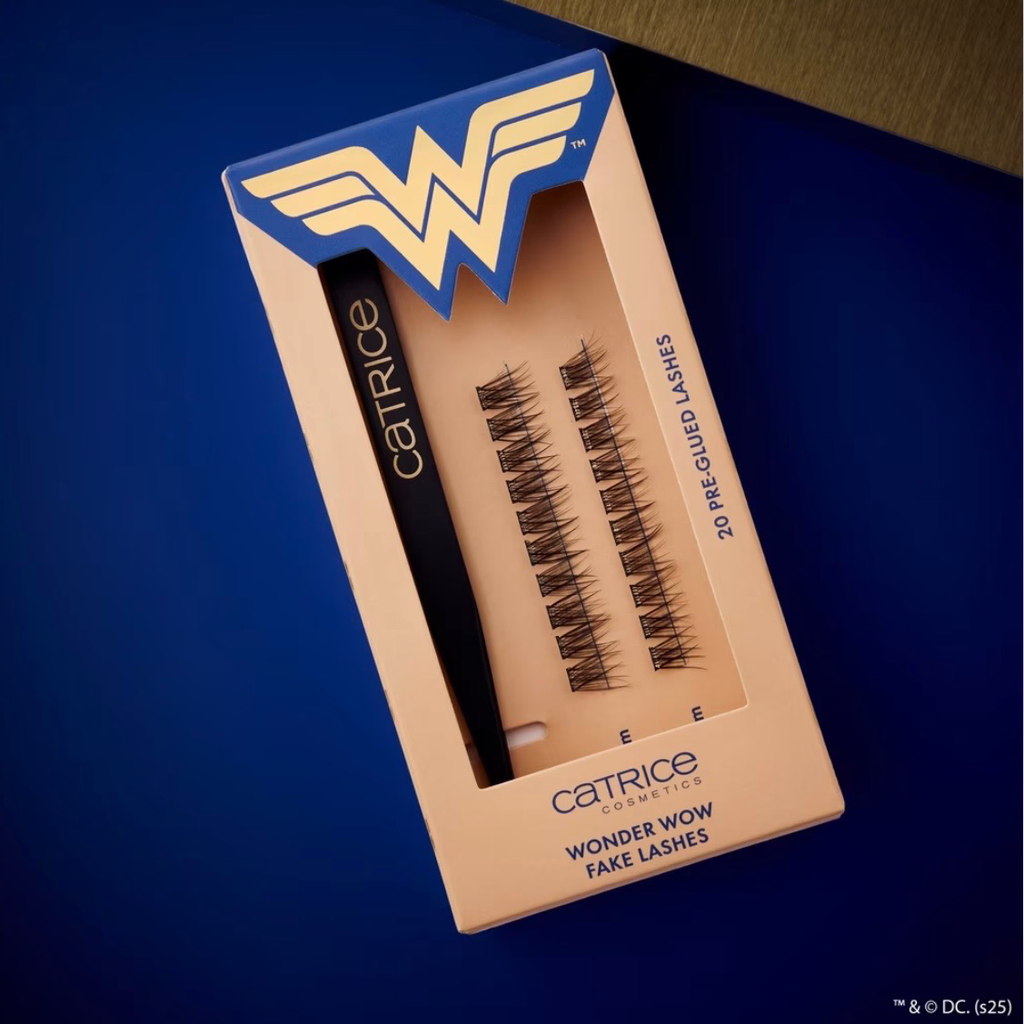 TM
CATRICE
20 PRE-GLUED LASHES
m
m
CATRICE
COSMETICS
WONDER WOW
FAKE LASHES
™ & © DC. (s25)